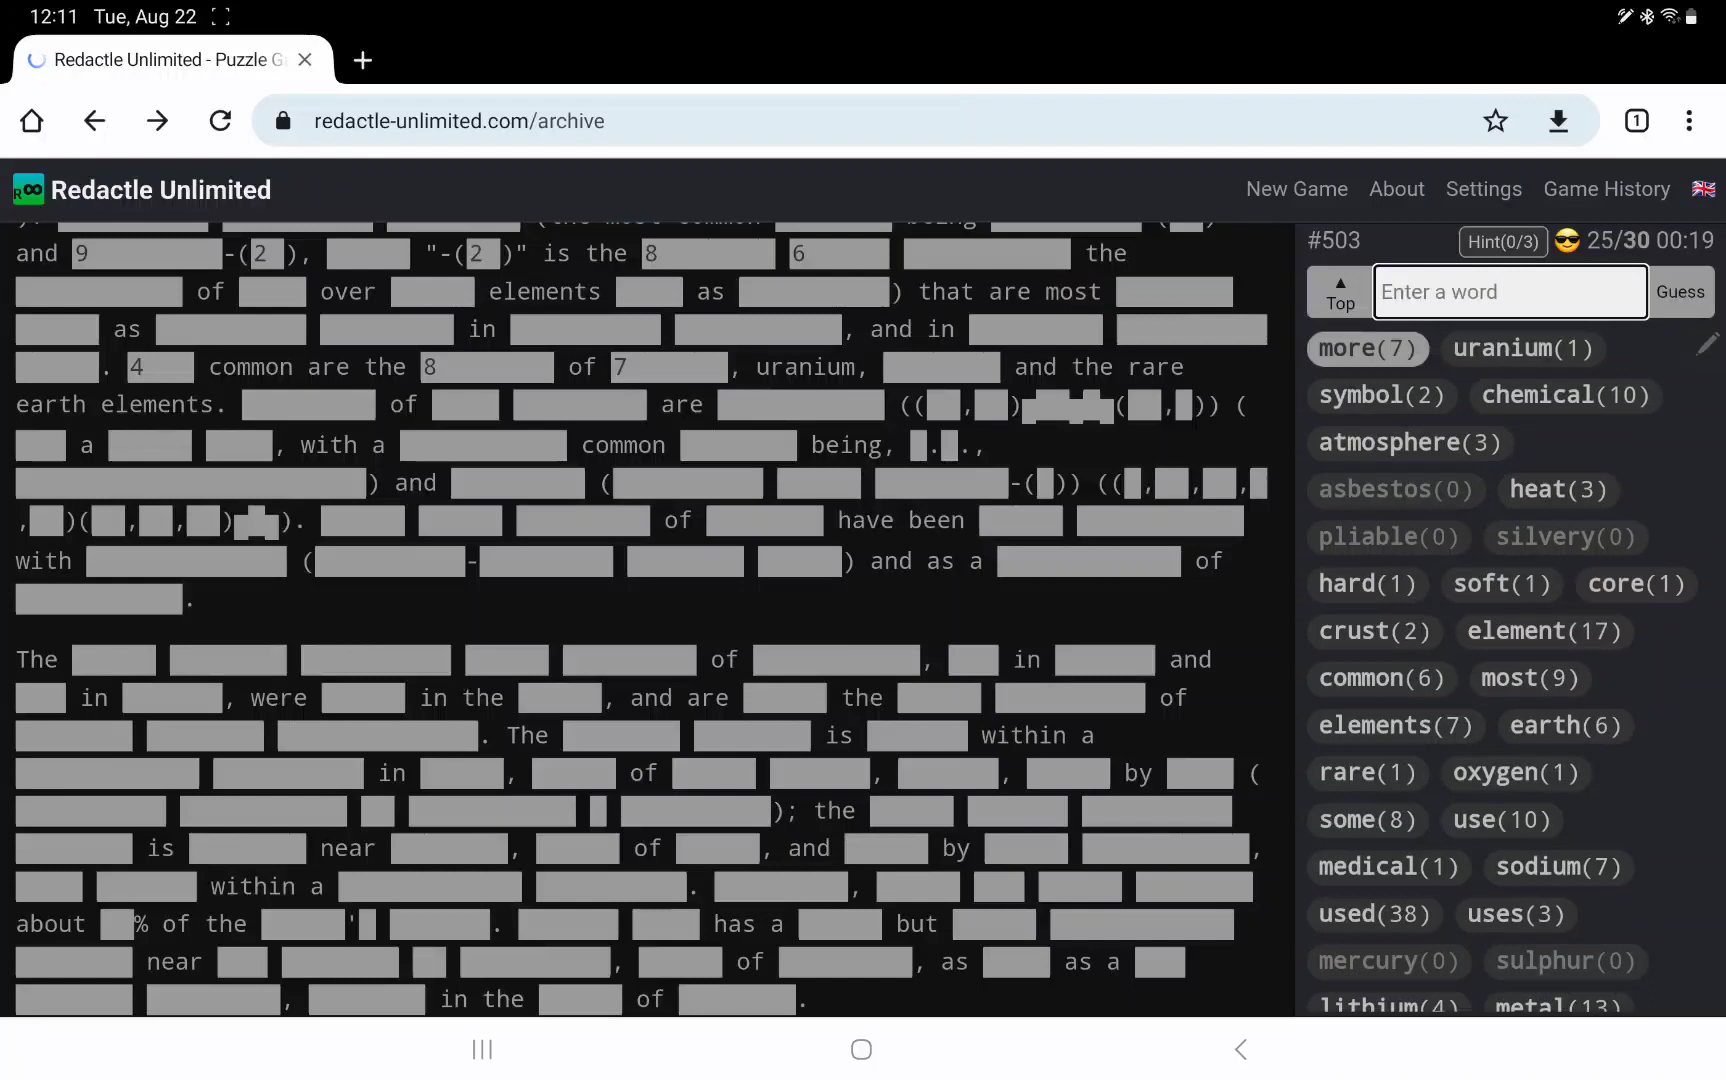 12:11 Tue, Aug 22
Redactle Unlimited - Puzzle G
redactle-unlimited.com/archive
1
R∞ Redactle Unlimited
New Game About Settings Game History
). (the most common being ( )
and 9 -(2 ), "-(2 )" is the 8 6 the
of over elements as ) that are most
as in , and in
. 4 common are the 8 of 7 , uranium, and the rare
earth elements. of are (( , ) ( , )) (
a , with a common being, . .,
) and ( -( )) (( , , ,
, )( , , ) ). of have been
with ( - ) and as a of
.
The of , in and
in , were in the , and are the of
. The is within a
in , of , , by (
); the
is near , of , and by ,
within a . ,
about % of the ' . has a but
near , of , as as a
, in the of .
#503 Hint(0/3) 25/30 00:19
▲
Top
Enter a word
Guess
more(7) uranium(1)
symbol(2) chemical(10)
atmosphere(3)
asbestos(0) heat(3)
pliable(0) silvery(0)
hard(1) soft(1) core(1)
crust(2) element(17)
common(6) most(9)
elements(7) earth(6)
rare(1) oxygen(1)
some(8) use(10)
medical(1) sodium(7)
used(38) uses(3)
mercury(0) sulphur(0)
lithium(4) metal(13)